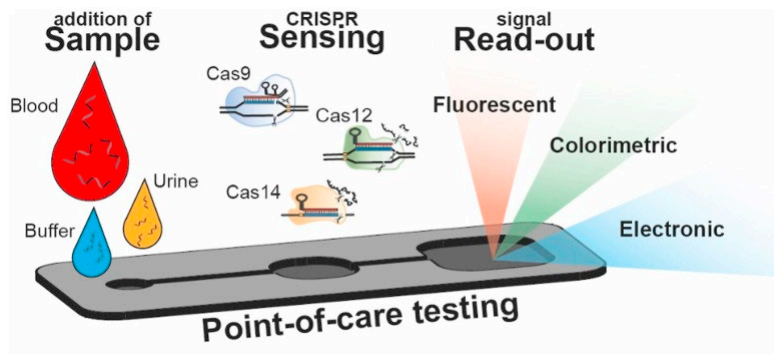 addition of
Sample
Blood
Urine
Buffer
CRISPR
Sensing
Cas9
Cas12
Cas14
signal
Read-out
Fluorescent
Colorimetric
Electronic
Point-of-care testing